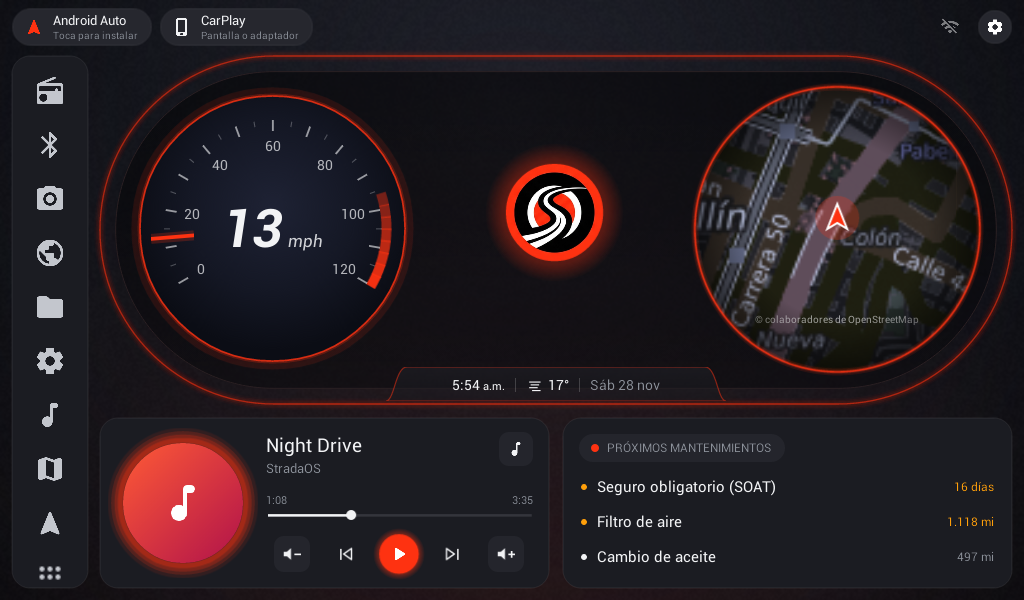 Android Auto
Toca para instalar
CarPlay
Pantalla o adaptador
60
40
80
20
100
0
120
13 mph
Pabe
llín
Carrera 50
Colón
Calle 4
© colaboradores de OpenStreetMap
Nueva
5:54 a.m.
17°
Sáb 28 nov
Night Drive
StradaOS
1:08
3:35
PRÓXIMOS MANTENIMIENTOS
Seguro obligatorio (SOAT)
16 días
Filtro de aire
1.118 mi
Cambio de aceite
497 mi